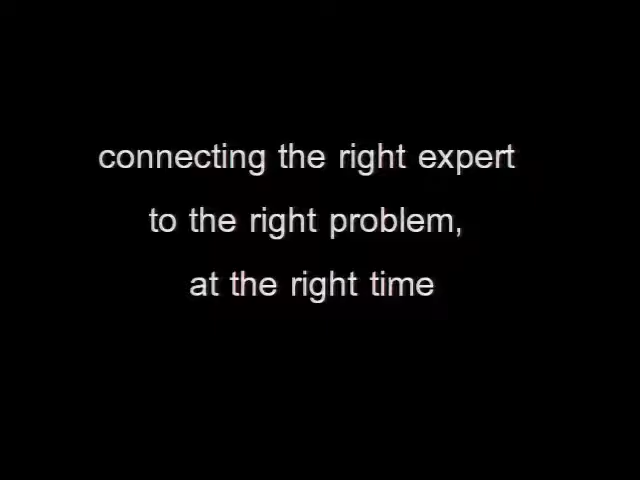 connecting the right expert
to the right problem,
at the right time